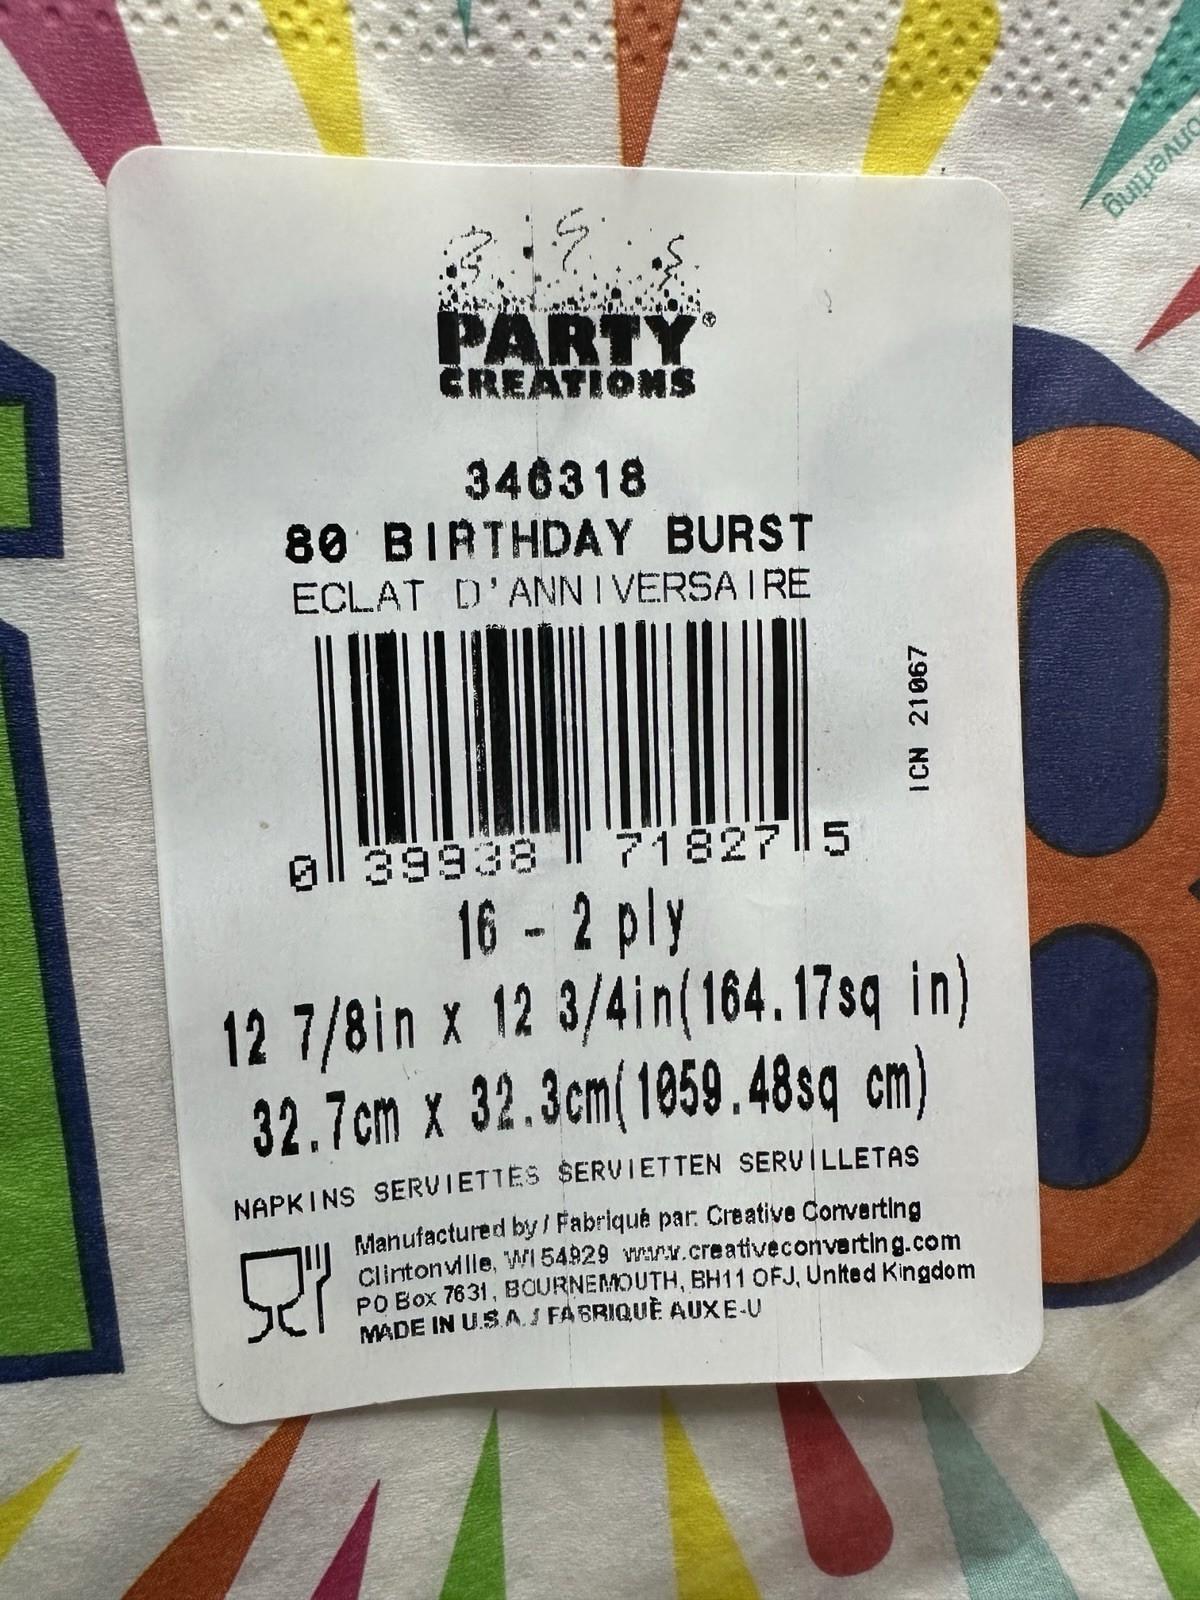 onverting
PARTY®
CREATIONS
346318
80 BIRTHDAY BURST
ECLAT D'ANNIVERSAIRE
ICN 21067
0 39938 71827 5
16 - 2 ply
12 7/8in x 12 3/4in(164.17sq in)
32.7cm x 32.3cm(1059.48sq cm)
NAPKINS SERVIETTES SERVIETTEN SERVILLETAS
Manufactured by / Fabriqué par: Creative Converting
Clintonville, WI 54929 www.creativeconverting.com
PO Box 7631, BOURNEMOUTH, BH11 OFJ, United Kingdom
MADE IN U.S.A. / FABRIQUÈ AUX E-U
8